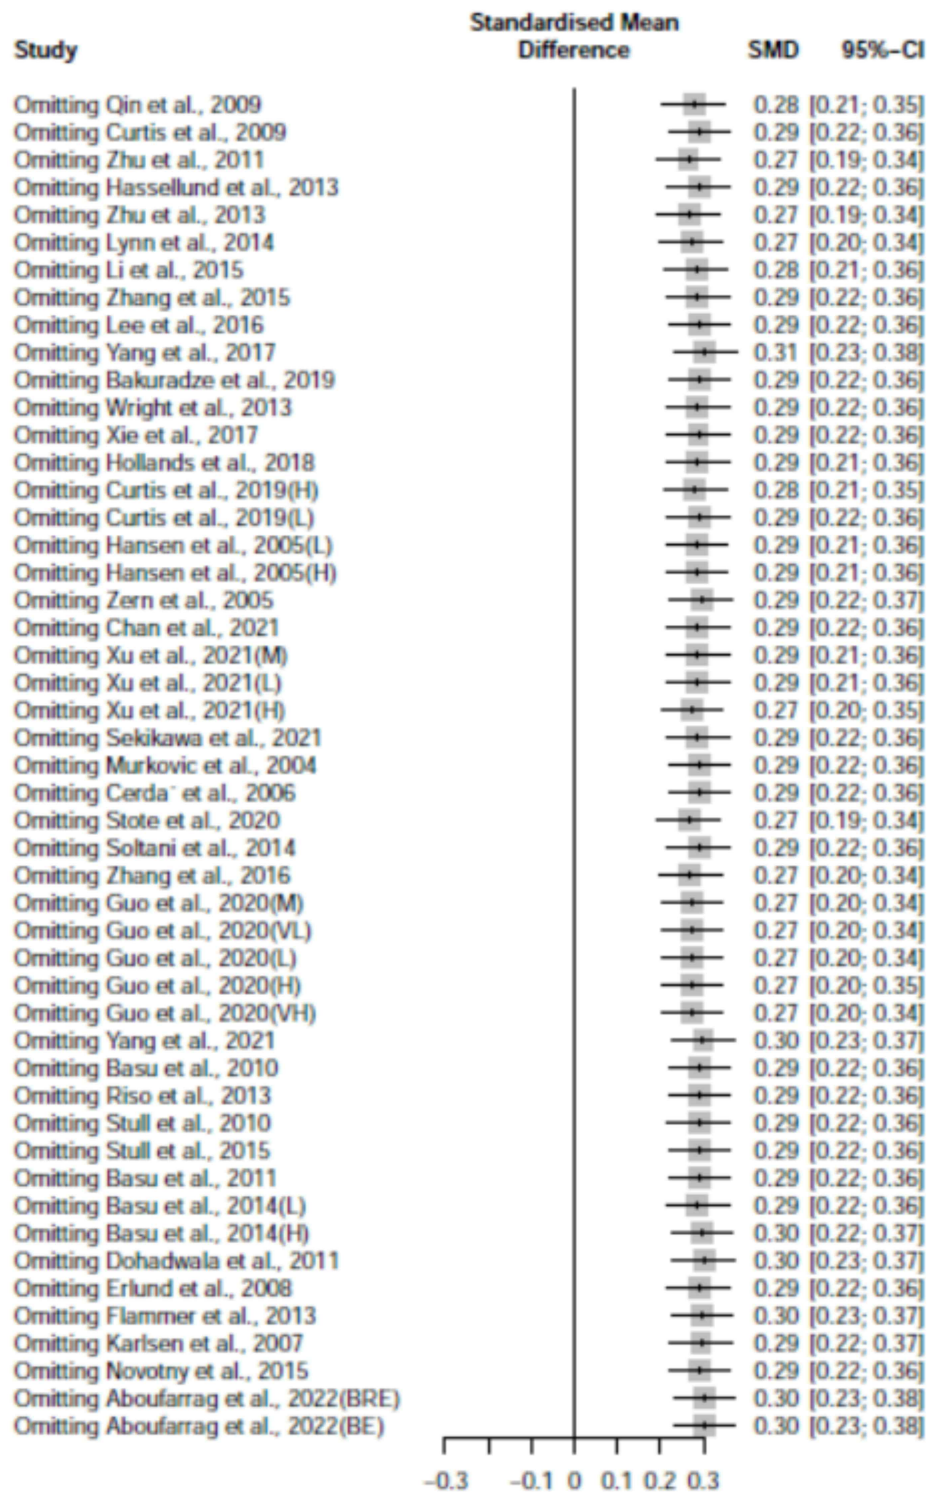 Standardised Mean
Study Difference SMD 95%-CI
Omitting Qin et al., 2009 0.28 [0.21; 0.35]
Omitting Curtis et al., 2009 0.29 [0.22; 0.36]
Omitting Zhu et al., 2011 0.27 [0.19; 0.34]
Omitting Hassellund et al., 2013 0.29 [0.22; 0.36]
Omitting Zhu et al., 2013 0.27 [0.19; 0.34]
Omitting Lynn et al., 2014 0.27 [0.20; 0.34]
Omitting Li et al., 2015 0.28 [0.21; 0.36]
Omitting Zhang et al., 2015 0.29 [0.22; 0.36]
Omitting Lee et al., 2016 0.29 [0.22; 0.36]
Omitting Yang et al., 2017 0.31 [0.23; 0.38]
Omitting Bakuradze et al., 2019 0.29 [0.22; 0.36]
Omitting Wright et al., 2013 0.29 [0.22; 0.36]
Omitting Xie et al., 2017 0.29 [0.22; 0.36]
Omitting Hollands et al., 2018 0.29 [0.21; 0.36]
Omitting Curtis et al., 2019(H) 0.28 [0.21; 0.35]
Omitting Curtis et al., 2019(L) 0.29 [0.22; 0.36]
Omitting Hansen et al., 2005(L) 0.29 [0.21; 0.36]
Omitting Hansen et al., 2005(H) 0.29 [0.21; 0.36]
Omitting Zern et al., 2005 0.29 [0.22; 0.37]
Omitting Chan et al., 2021 0.29 [0.22; 0.36]
Omitting Xu et al., 2021(M) 0.29 [0.21; 0.36]
Omitting Xu et al., 2021(L) 0.29 [0.21; 0.36]
Omitting Xu et al., 2021(H) 0.27 [0.20; 0.35]
Omitting Sekikawa et al., 2021 0.29 [0.22; 0.36]
Omitting Murkovic et al., 2004 0.29 [0.22; 0.36]
Omitting Cerda¯ et al., 2006 0.29 [0.22; 0.36]
Omitting Stote et al., 2020 0.27 [0.19; 0.34]
Omitting Soltani et al., 2014 0.29 [0.22; 0.36]
Omitting Zhang et al., 2016 0.27 [0.20; 0.34]
Omitting Guo et al., 2020(M) 0.27 [0.20; 0.34]
Omitting Guo et al., 2020(VL) 0.27 [0.20; 0.34]
Omitting Guo et al., 2020(L) 0.27 [0.20; 0.34]
Omitting Guo et al., 2020(H) 0.27 [0.20; 0.35]
Omitting Guo et al., 2020(VH) 0.27 [0.20; 0.34]
Omitting Yang et al., 2021 0.30 [0.23; 0.37]
Omitting Basu et al., 2010 0.29 [0.22; 0.36]
Omitting Riso et al., 2013 0.29 [0.22; 0.36]
Omitting Stull et al., 2010 0.29 [0.22; 0.36]
Omitting Stull et al., 2015 0.29 [0.22; 0.36]
Omitting Basu et al., 2011 0.29 [0.22; 0.36]
Omitting Basu et al., 2014(L) 0.29 [0.22; 0.36]
Omitting Basu et al., 2014(H) 0.30 [0.22; 0.37]
Omitting Dohadwala et al., 2011 0.30 [0.23; 0.37]
Omitting Erlund et al., 2008 0.29 [0.22; 0.36]
Omitting Flammer et al., 2013 0.30 [0.23; 0.37]
Omitting Karlsen et al., 2007 0.29 [0.22; 0.37]
Omitting Novotny et al., 2015 0.29 [0.22; 0.36]
Omitting Aboufarrag et al., 2022(BRE) 0.30 [0.23; 0.38]
Omitting Aboufarrag et al., 2022(BE) 0.30 [0.23; 0.38]
-0.3 -0.1 0 0.1 0.2 0.3